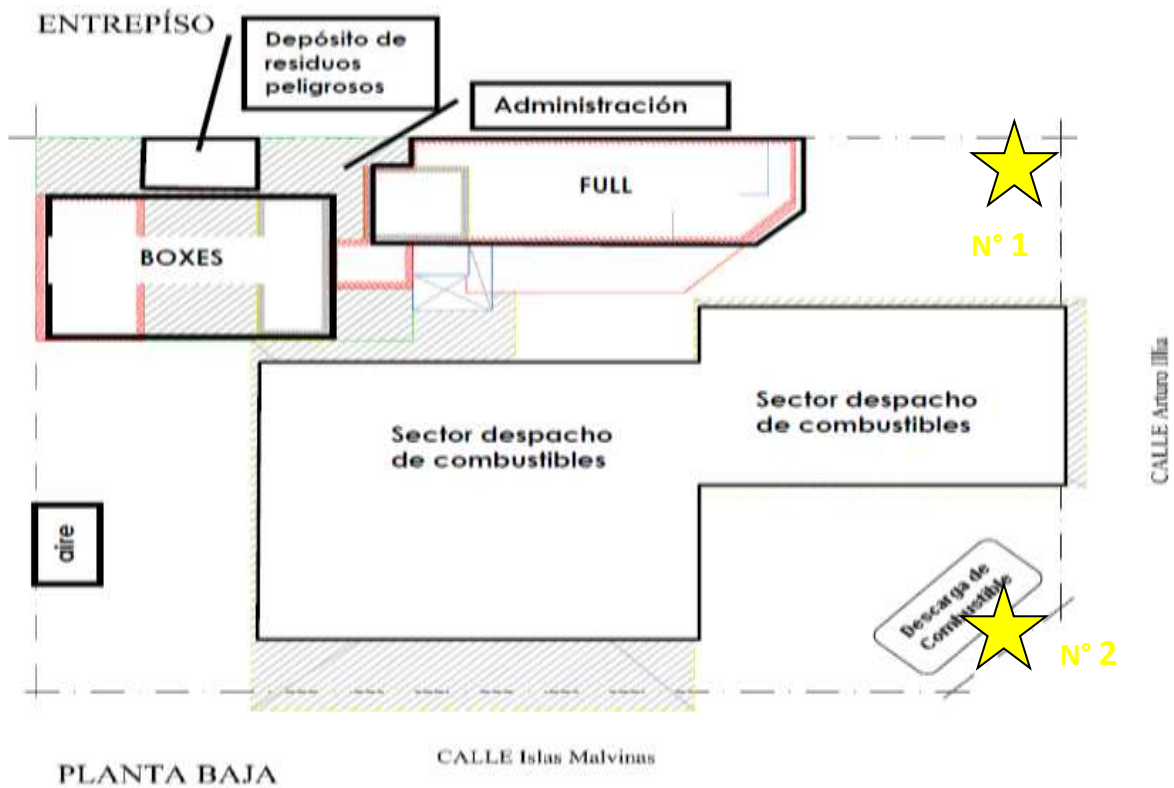 ENTREPÍSO
Depósito de
residuos
peligrosos
Administración
FULL
N° 1
BOXES
Sector despacho
de combustibles
Sector despacho
de combustibles
CALLE Arturo Illia
aire
Descarga de
Combustible
N° 2
CALLE Islas Malvinas
PLANTA BAJA